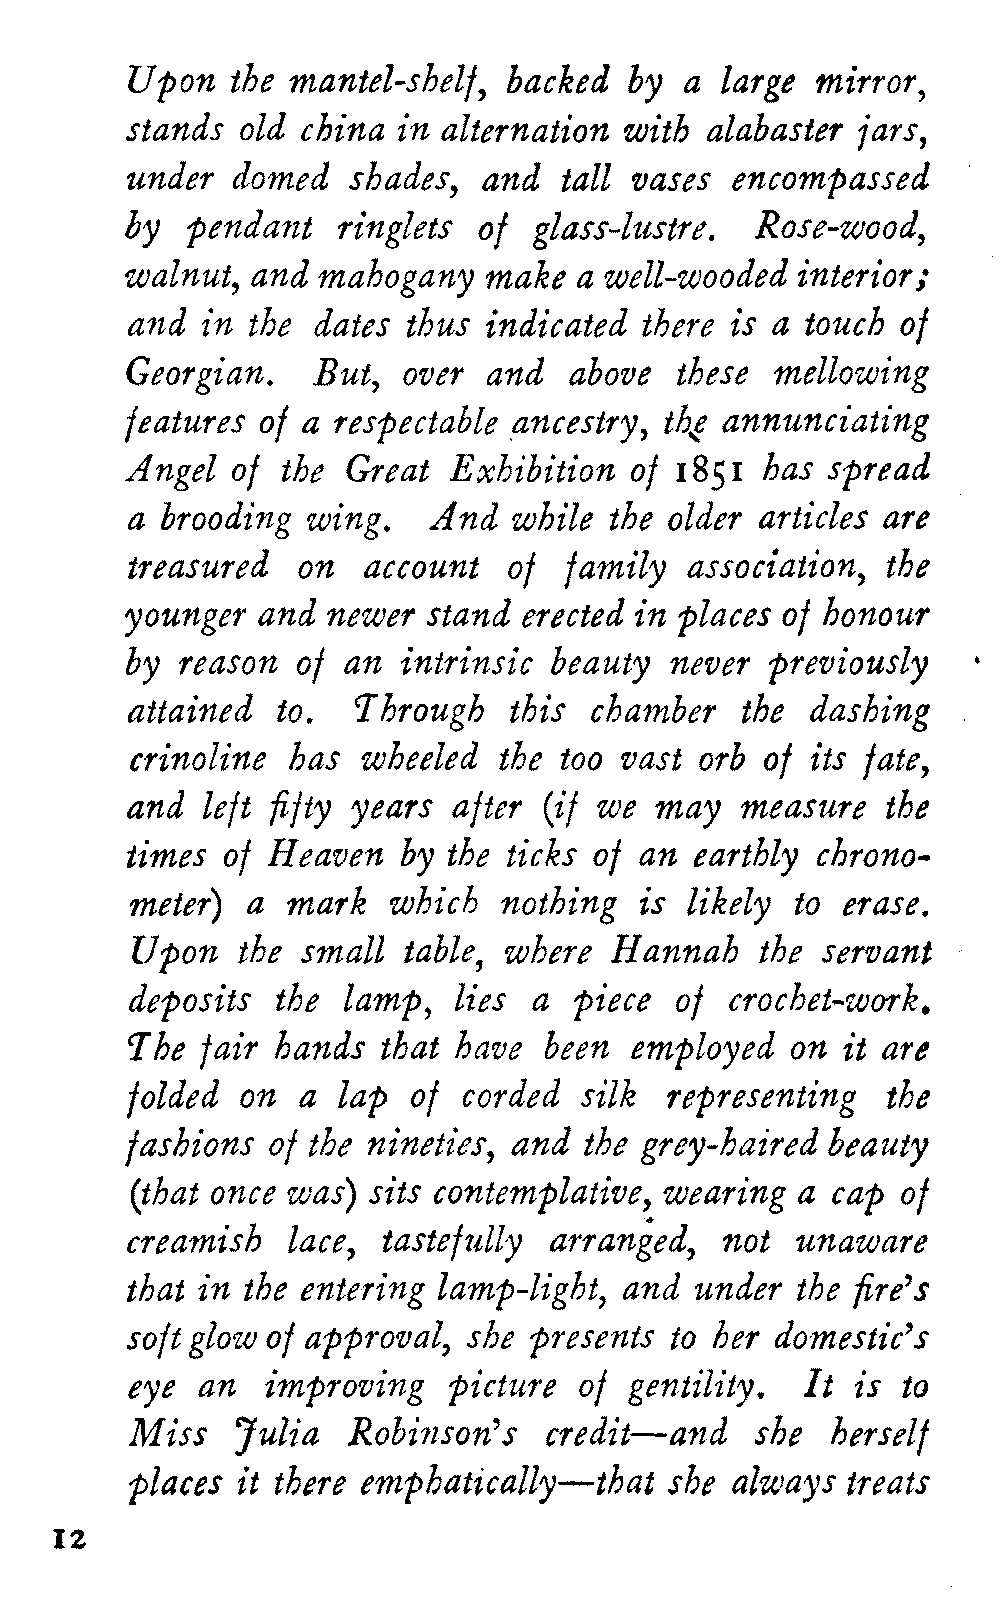 Upon the mantel-shelf, backed by a large mirror,
stands old china in alternation with alabaster jars,
under domed shades, and tall vases encompassed
by pendant ringlets of glass-lustre. Rose-wood,
walnut, and mahogany make a well-wooded interior;
and in the dates thus indicated there is a touch of
Georgian. But, over and above these mellowing
features of a respectable ancestry, the annunciating
Angel of the Great Exhibition of 1851 has spread
a brooding wing. And while the older articles are
treasured on account of family association, the
younger and newer stand erected in places of honour
by reason of an intrinsic beauty never previously
attained to. Through this chamber the dashing
crinoline has wheeled the too vast orb of its fate,
and left fifty years after (if we may measure the
times of Heaven by the ticks of an earthly chrono-
meter) a mark which nothing is likely to erase.
Upon the small table, where Hannah the servant
deposits the lamp, lies a piece of crochet-work.
The fair hands that have been employed on it are
folded on a lap of corded silk representing the
fashions of the nineties, and the grey-haired beauty
(that once was) sits contemplative, wearing a cap of
creamish lace, tastefully arranged, not unaware
that in the entering lamp-light, and under the fire's
soft glow of approval, she presents to her domestic's
eye an improving picture of gentility. It is to
Miss Julia Robinson's credit—and she herself
places it there emphatically—that she always treats
12